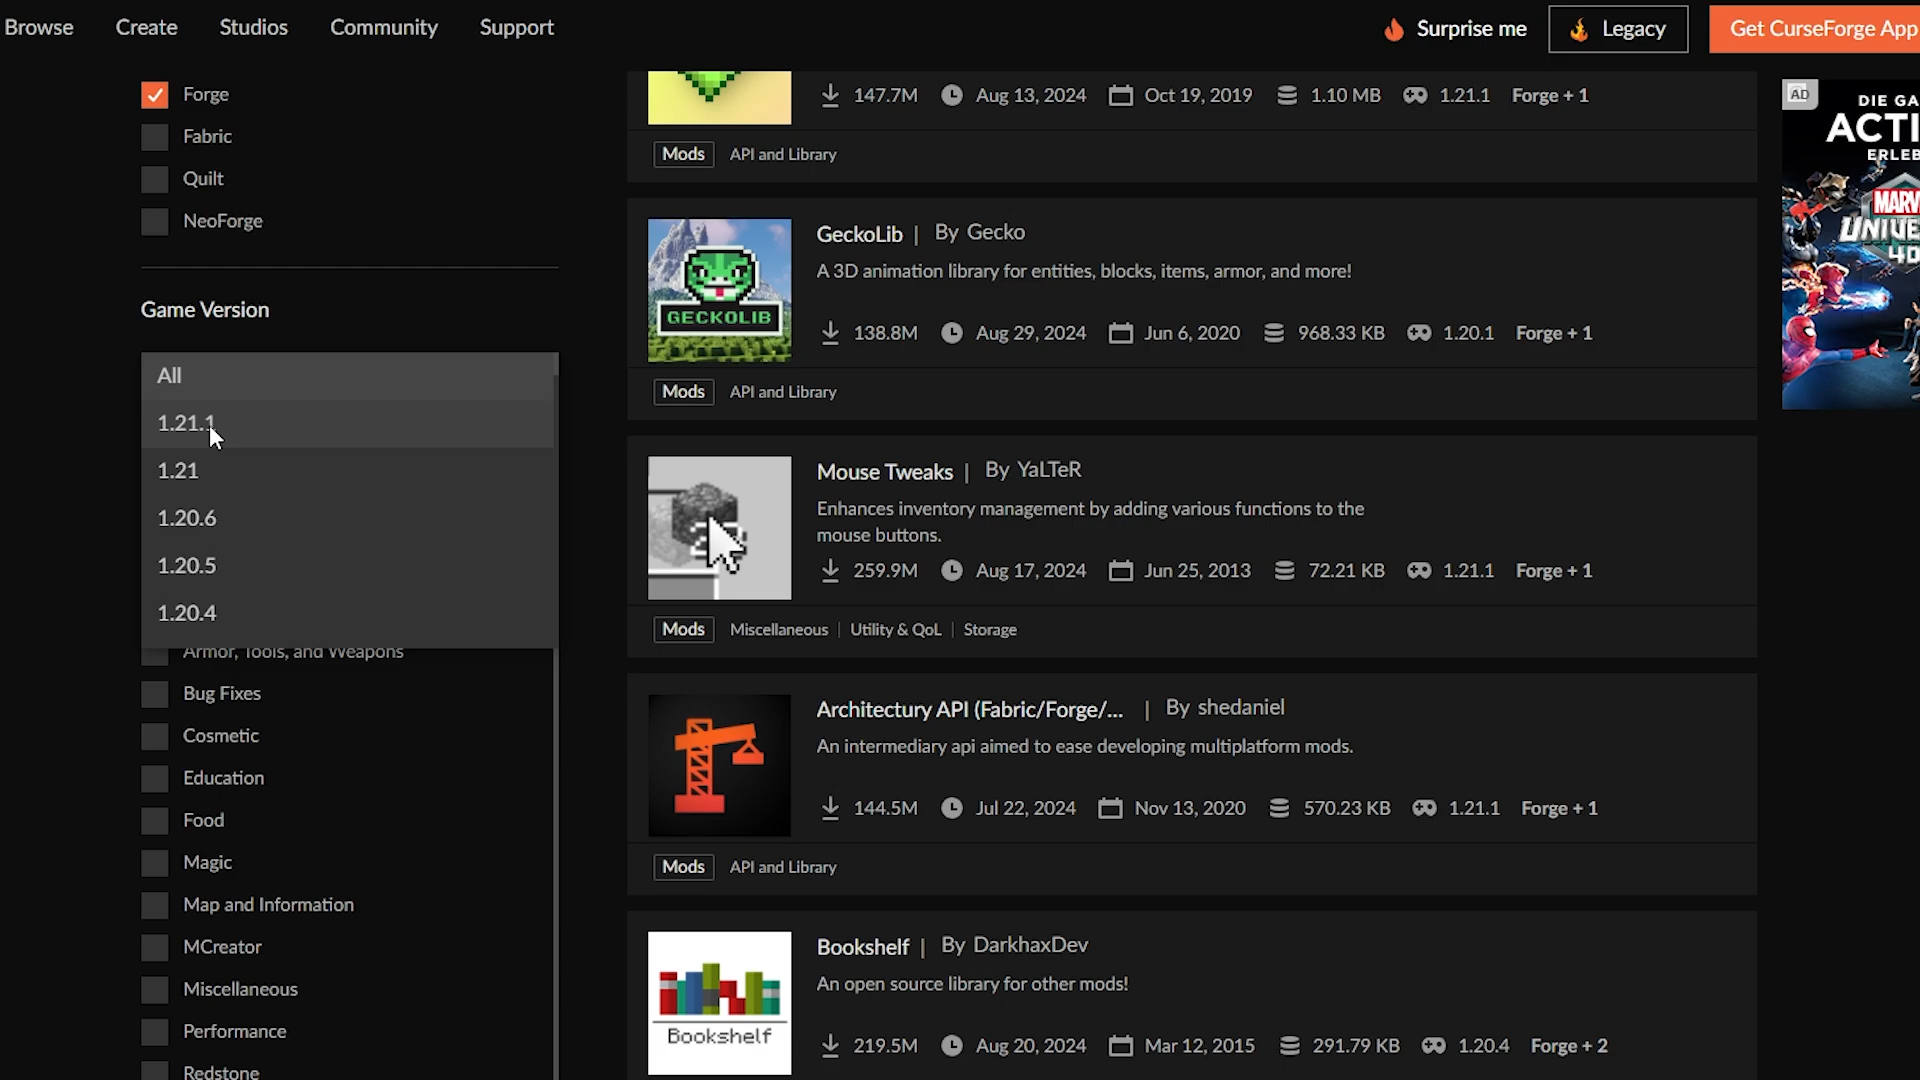 Browse Create Studios Community Support Surprise me Legacy Get CurseForge App
Forge
Fabric
Quilt
NeoForge
Game Version
All
1.21.1
1.21
1.20.6
1.20.5
1.20.4
Armor, Tools, and Weapons
Bug Fixes
Cosmetic
Education
Food
Magic
Map and Information
MCreator
Miscellaneous
Performance
Redstone
147.7M Aug 13, 2024 Oct 19, 2019 1.10 MB 1.21.1 Forge + 1
Mods API and Library
GECKOLIB
GeckoLib | By Gecko
A 3D animation library for entities, blocks, items, armor, and more!
138.8M Aug 29, 2024 Jun 6, 2020 968.33 KB 1.20.1 Forge + 1
Mods API and Library
Mouse Tweaks | By YaLTeR
Enhances inventory management by adding various functions to the
mouse buttons.
259.9M Aug 17, 2024 Jun 25, 2013 72.21 KB 1.21.1 Forge + 1
Mods Miscellaneous | Utility & QoL | Storage
Architectury API (Fabric/Forge/... | By shedaniel
An intermediary api aimed to ease developing multiplatform mods.
144.5M Jul 22, 2024 Nov 13, 2020 570.23 KB 1.21.1 Forge + 1
Mods API and Library
Bookshelf
Bookshelf | By DarkhaxDev
An open source library for other mods!
219.5M Aug 20, 2024 Mar 12, 2015 291.79 KB 1.20.4 Forge + 2
AD
DIE GA
ACTI
ERLEB
MARV
UNIVE
4D